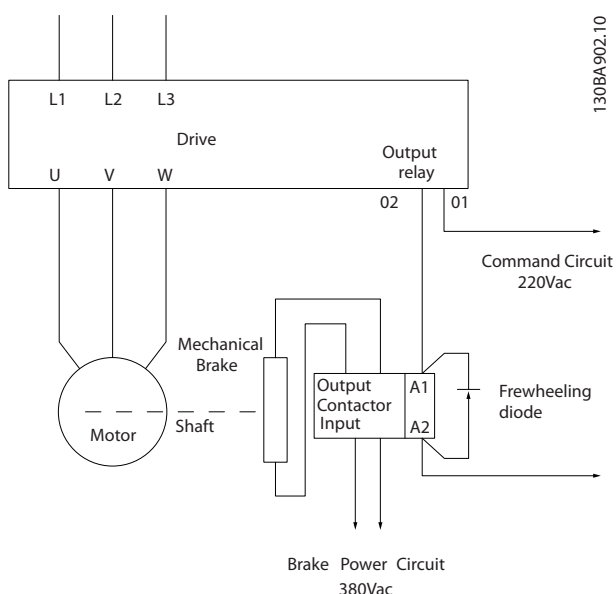 130BA902.10
L1 L2 L3
Drive
U V W
Output
relay
02 01
Command Circuit
220Vac
Mechanical
Brake
Output
Contactor
Input
A1
A2
Frewheeling
diode
Shaft
Motor
Brake Power Circuit
380Vac